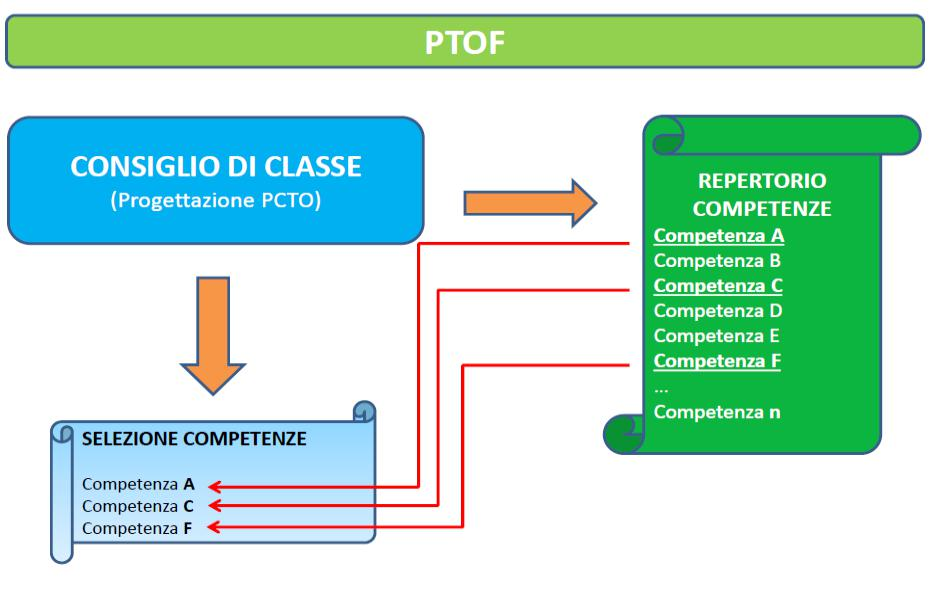 PTOF
CONSIGLIO DI CLASSE
(Progettazione PCTO)
REPERTORIO
COMPETENZE
Competenza A
Competenza B
Competenza C
Competenza D
Competenza E
Competenza F
...
Competenza n
SELEZIONE COMPETENZE
Competenza A
Competenza C
Competenza F